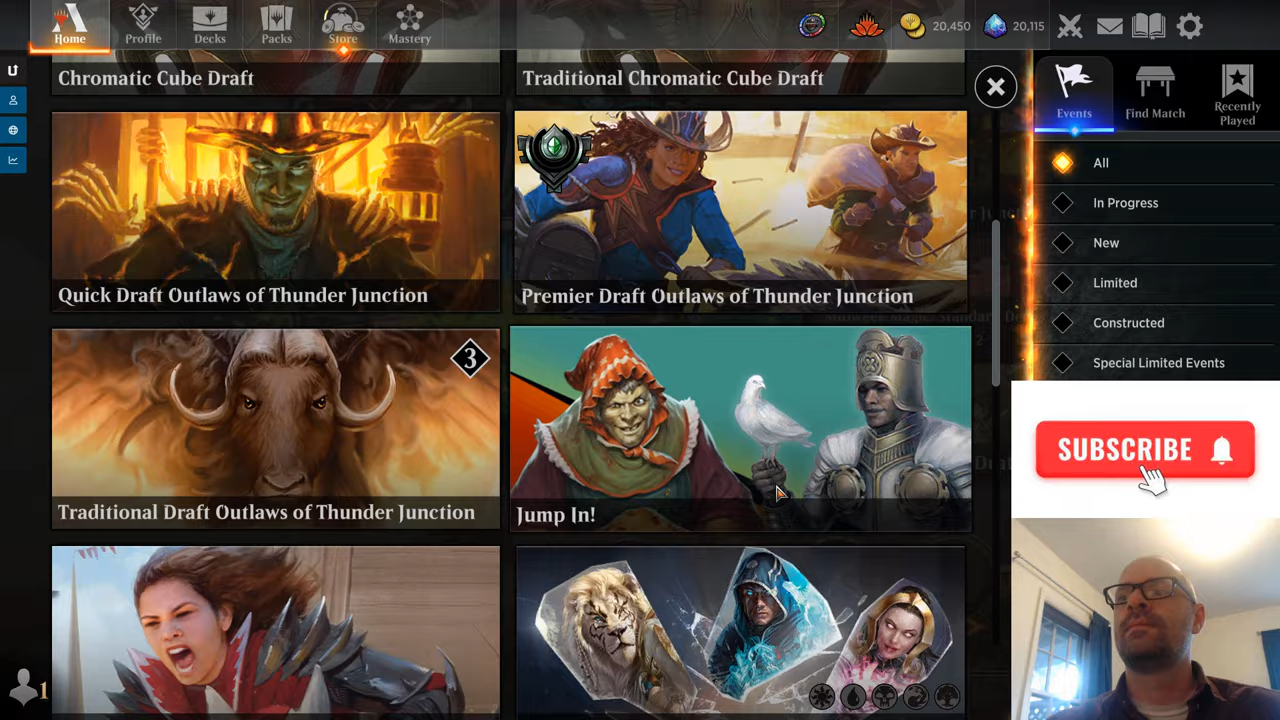 Home
Profile
Decks
Packs
Store
Mastery
20,450
20,115
Chromatic Cube Draft
Traditional Chromatic Cube Draft
Events
Find Match
Recently
Played
All
In Progress
New
Limited
Constructed
Special Limited Events
Quick Draft Outlaws of Thunder Junction
Premier Draft Outlaws of Thunder Junction
3
Traditional Draft Outlaws of Thunder Junction
Jump In!
SUBSCRIBE
1